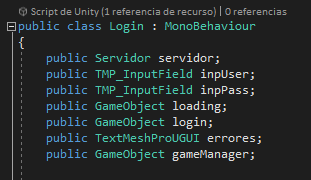 Script de Unity (1 referencia de recurso) | 0 referencias
public class Login : MonoBehaviour
{
public Servidor servidor;
public TMP_InputField inpUser;
public TMP_InputField inpPass;
public GameObject loading;
public GameObject login;
public TextMeshProUGUI errores;
public GameObject gameManager;